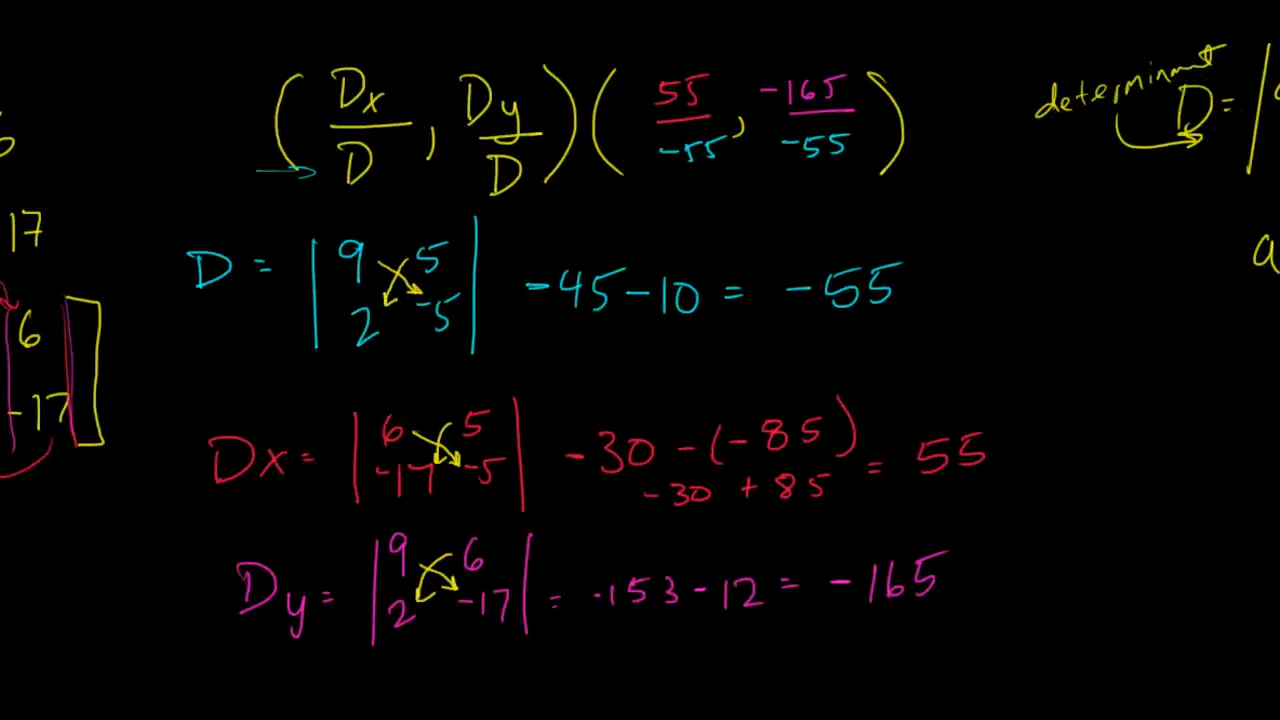 (Dx/D, Dy/D) (55/-55, -165/-55)
determinant
D = |
17
6
-17
D = |9 5| -45 - 10 = -55
|2 -5|
Dx = |6 5| -30 - (-85) = 55
|-17 -5| -30 + 85
Dy = |9 6| = -153 - 12 = -165
|2 -17|
a